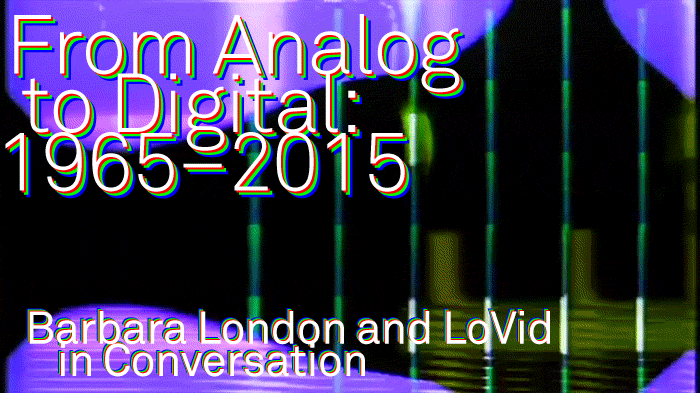 From Analog
to Digital:
1965–2015
Barbara London and LoVid
in Conversation